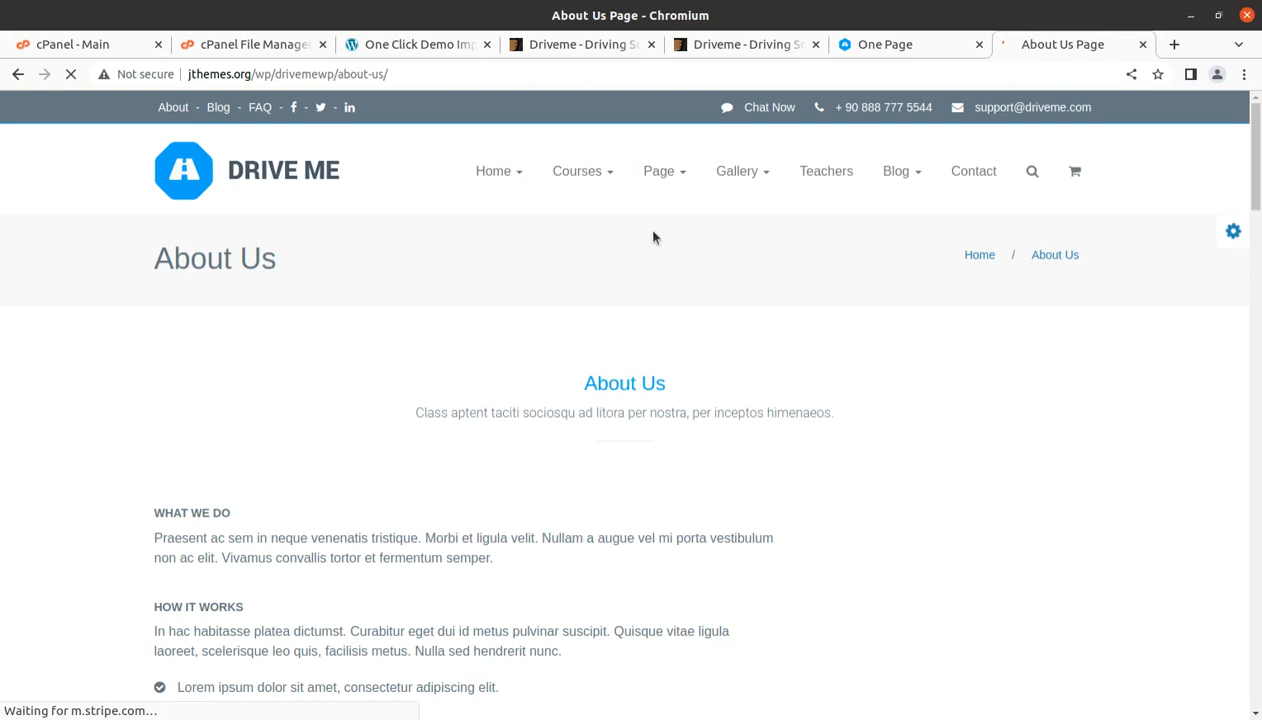 About Us Page - Chromium
cPanel - Main
cPanel File Manage
One Click Demo Im
Driveme - Driving Sc
Driveme - Driving Sc
One Page
About Us Page
Not secure
jthemes.org/wp/drivemewp/about-us/
About - Blog - FAQ - f - - in
Chat Now
+ 90 888 777 5544
support@driveme.com
DRIVE ME
Home
Courses
Page
Gallery
Teachers
Blog
Contact
About Us
Home / About Us
About Us
Class aptent taciti sociosqu ad litora per nostra, per inceptos himenaeos.
WHAT WE DO
Praesent ac sem in neque venenatis tristique. Morbi et ligula velit. Nullam a augue vel mi porta vestibulum
non ac elit. Vivamus convallis tortor et fermentum semper.
HOW IT WORKS
In hac habitasse platea dictumst. Curabitur eget dui id metus pulvinar suscipit. Quisque vitae ligula
laoreet, scelerisque leo quis, facilisis metus. Nulla sed hendrerit nunc.
Lorem ipsum dolor sit amet, consectetur adipiscing elit.
Waiting for m.stripe.com…